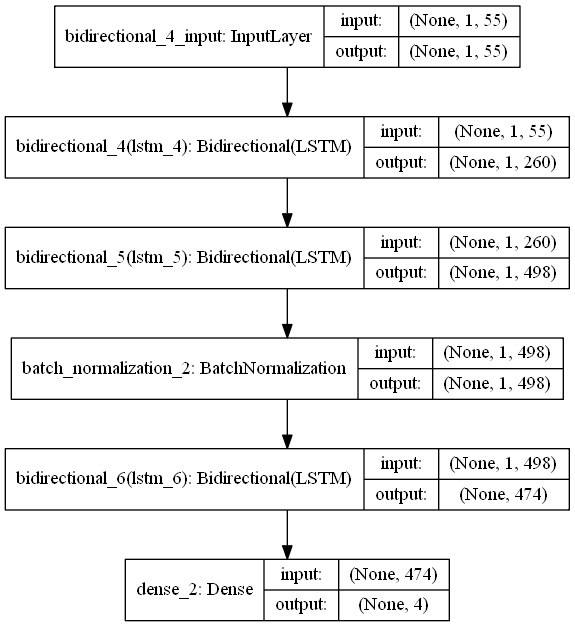 bidirectional_4_input: InputLayer
input: (None, 1, 55)
output: (None, 1, 55)
bidirectional_4(lstm_4): Bidirectional(LSTM)
input: (None, 1, 55)
output: (None, 1, 260)
bidirectional_5(lstm_5): Bidirectional(LSTM)
input: (None, 1, 260)
output: (None, 1, 498)
batch_normalization_2: BatchNormalization
input: (None, 1, 498)
output: (None, 1, 498)
bidirectional_6(lstm_6): Bidirectional(LSTM)
input: (None, 1, 498)
output: (None, 474)
dense_2: Dense
input: (None, 474)
output: (None, 4)